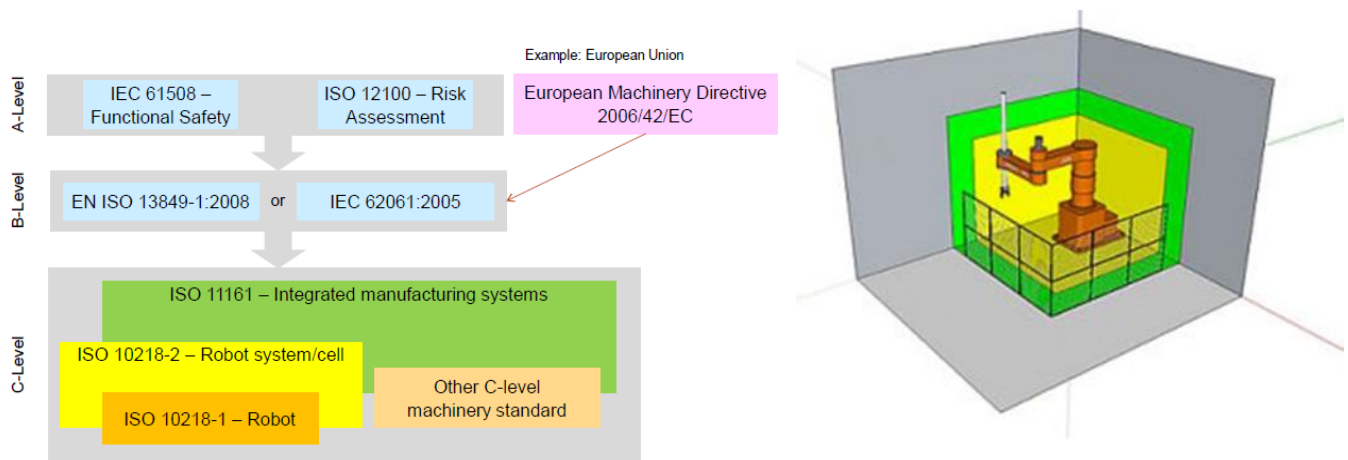 Example: European Union
A-Level
IEC 61508 –
Functional Safety
ISO 12100 – Risk
Assessment
European Machinery Directive
2006/42/EC
B-Level
EN ISO 13849-1:2008
or
IEC 62061:2005
C-Level
ISO 11161 – Integrated manufacturing systems
ISO 10218-2 – Robot system/cell
Other C-level
machinery standard
ISO 10218-1 – Robot